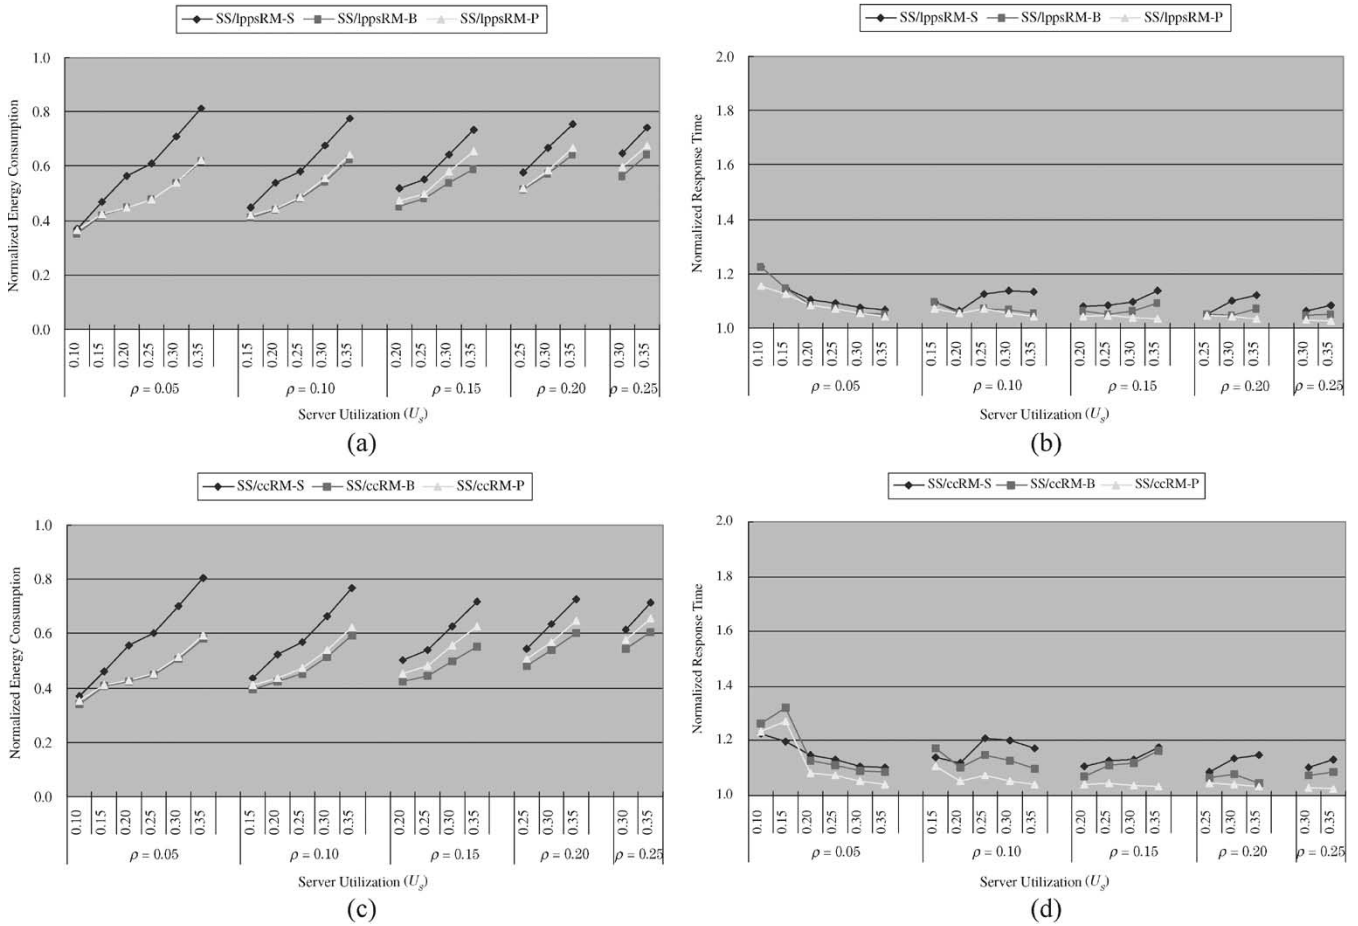 SS/lppsRM-S SS/lppsRM-B SS/lppsRM-P
1.0
0.8
0.6
0.4
0.2
0.0
Normalized Energy Consumption
0.10 0.15 0.20 0.25 0.30 0.35 0.15 0.20 0.25 0.30 0.35 0.20 0.25 0.30 0.35 0.25 0.30 0.35 0.30 0.35
ρ = 0.05 ρ = 0.10 ρ = 0.15 ρ = 0.20 ρ = 0.25
Server Utilization (Us)
(a)
SS/lppsRM-S SS/lppsRM-B SS/lppsRM-P
2.0
1.8
1.6
1.4
1.2
1.0
Normalized Response Time
0.10 0.15 0.20 0.25 0.30 0.35 0.15 0.20 0.25 0.30 0.35 0.20 0.25 0.30 0.35 0.25 0.30 0.35 0.30 0.35
ρ = 0.05 ρ = 0.10 ρ = 0.15 ρ = 0.20 ρ = 0.25
Server Utilization (Us)
(b)
SS/ccRM-S SS/ccRM-B SS/ccRM-P
1.0
0.8
0.6
0.4
0.2
0.0
Normalized Energy Consumption
0.10 0.15 0.20 0.25 0.30 0.35 0.15 0.20 0.25 0.30 0.35 0.20 0.25 0.30 0.35 0.25 0.30 0.35 0.30 0.35
ρ = 0.05 ρ = 0.10 ρ = 0.15 ρ = 0.20 ρ = 0.25
Server Utilization (Us)
(c)
SS/ccRM-S SS/ccRM-B SS/ccRM-P
2.0
1.8
1.6
1.4
1.2
1.0
Normalized Response Time
0.10 0.15 0.20 0.25 0.30 0.35 0.15 0.20 0.25 0.30 0.35 0.20 0.25 0.30 0.35 0.25 0.30 0.35 0.30 0.35
ρ = 0.05 ρ = 0.10 ρ = 0.15 ρ = 0.20 ρ = 0.25
Server Utilization (Us)
(d)